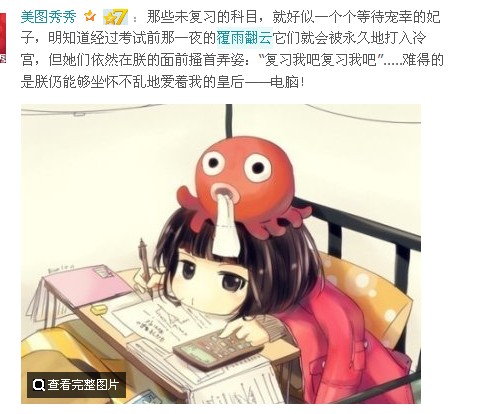 美图秀秀 7 : 那些未复习的科目，就好似一个个等待宠幸的妃
子，明知道经过考试前那一夜的覆雨翻云它们就会被永久地打入冷
宫，但她们依然在朕的面前搔首弄姿：“复习我吧复习我吧”.....难得的
是朕仍能够坐怀不乱地爱着我的皇后——电脑！
查看完整图片